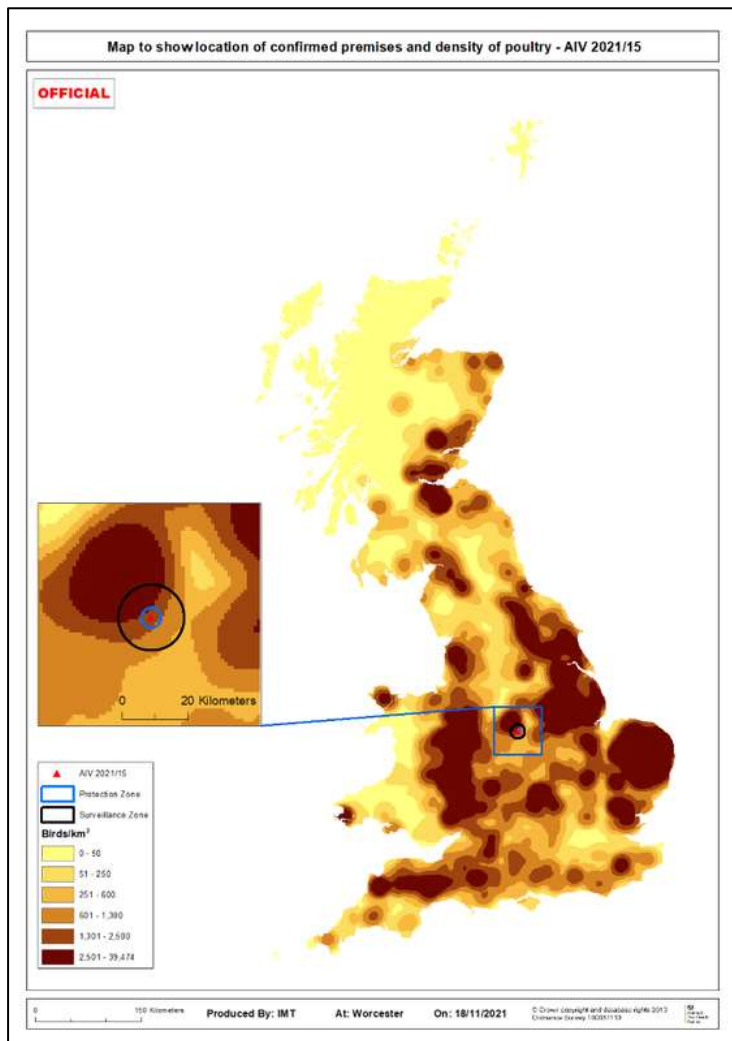 Map to show location of confirmed premises and density of poultry - AIV 2021/15
OFFICIAL
0 20 Kilometers
AIV 2021/15
Protection Zone
Surveillance Zone
Birds/km²
0 - 50
51 - 250
251 - 600
601 - 1,300
1,301 - 2,500
2,501 - 39,474
0 150 Kilometers
Produced By: IMT
At: Worcester
On: 18/11/2021
© Crown copyright and database rights 2013
Ordnance Survey